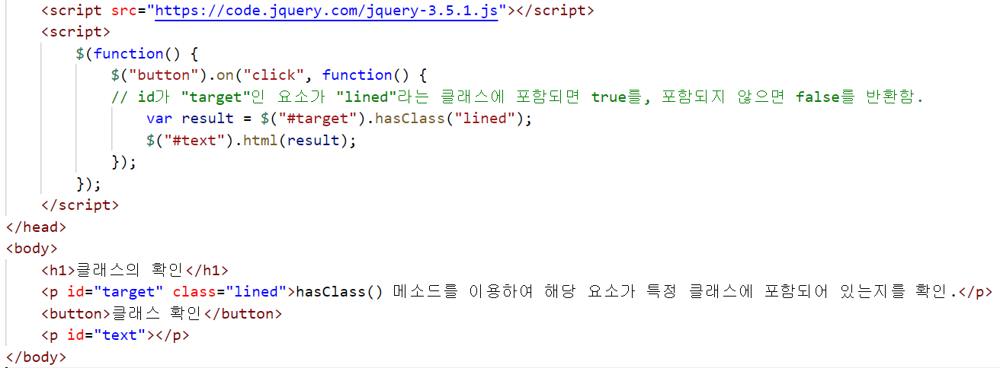 <script src="https://code.jquery.com/jquery-3.5.1.js"></script>
<script>
$(function() {
$("button").on("click", function() {
// id가 "target"인 요소가 "lined"라는 클래스에 포함되면 true를, 포함되지 않으면 false를 반환함.
var result = $("#target").hasClass("lined");
$("#text").html(result);
});
});
</script>
</head>
<body>
<h1>클래스의 확인</h1>
<p id="target" class="lined">hasClass() 메소드를 이용하여 해당 요소가 특정 클래스에 포함되어 있는지를 확인.</p>
<button>클래스 확인</button>
<p id="text"></p>
</body>